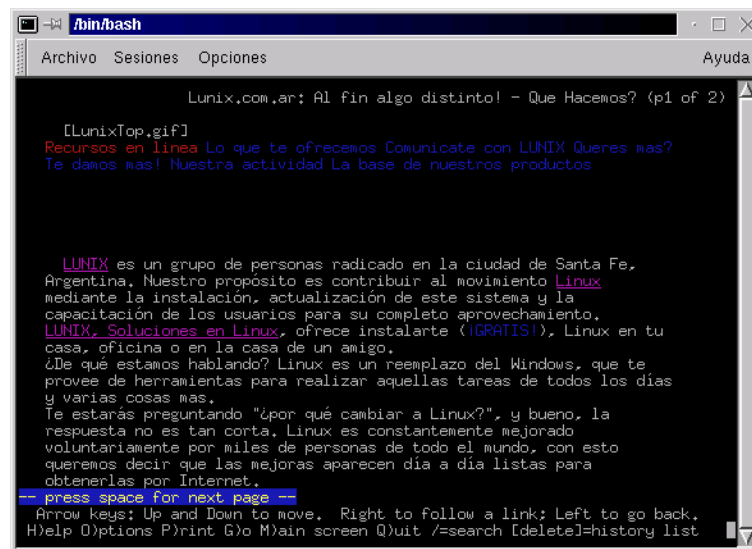 /bin/bash
Archivo Sesiones Opciones Ayuda
Lunix.com.ar: Al fin algo distinto! - Que Hacemos? (p1 of 2)
[LunixTop.gif]
Recursos en linea Lo que te ofrecemos Comunicate con LUNIX Queres mas?
Te damos mas! Nuestra actividad La base de nuestros productos
LUNIX es un grupo de personas radicado en la ciudad de Santa Fe,
Argentina. Nuestro propósito es contribuir al movimiento Linux
mediante la instalación, actualización de este sistema y la
capacitación de los usuarios para su completo aprovechamiento.
LUNIX, Soluciones en Linux, ofrece instalarte (¡GRATIS!), Linux en tu
casa, oficina o en la casa de un amigo.
¿De qué estamos hablando? Linux es un reemplazo del Windows, que te
provee de herramientas para realizar aquellas tareas de todos los días
y varias cosas mas.
Te estarás preguntando "¿por qué cambiar a Linux?", y bueno, la
respuesta no es tan corta. Linux es constantemente mejorado
voluntariamente por miles de personas de todo el mundo, con esto
queremos decir que las mejoras aparecen día a día listas para
obtenerlas por Internet.
-- press space for next page --
Arrow keys: Up and Down to move. Right to follow a link; Left to go back.
H)elp O)ptions P)rint G)o M)ain screen Q)uit /=search [delete]=history list